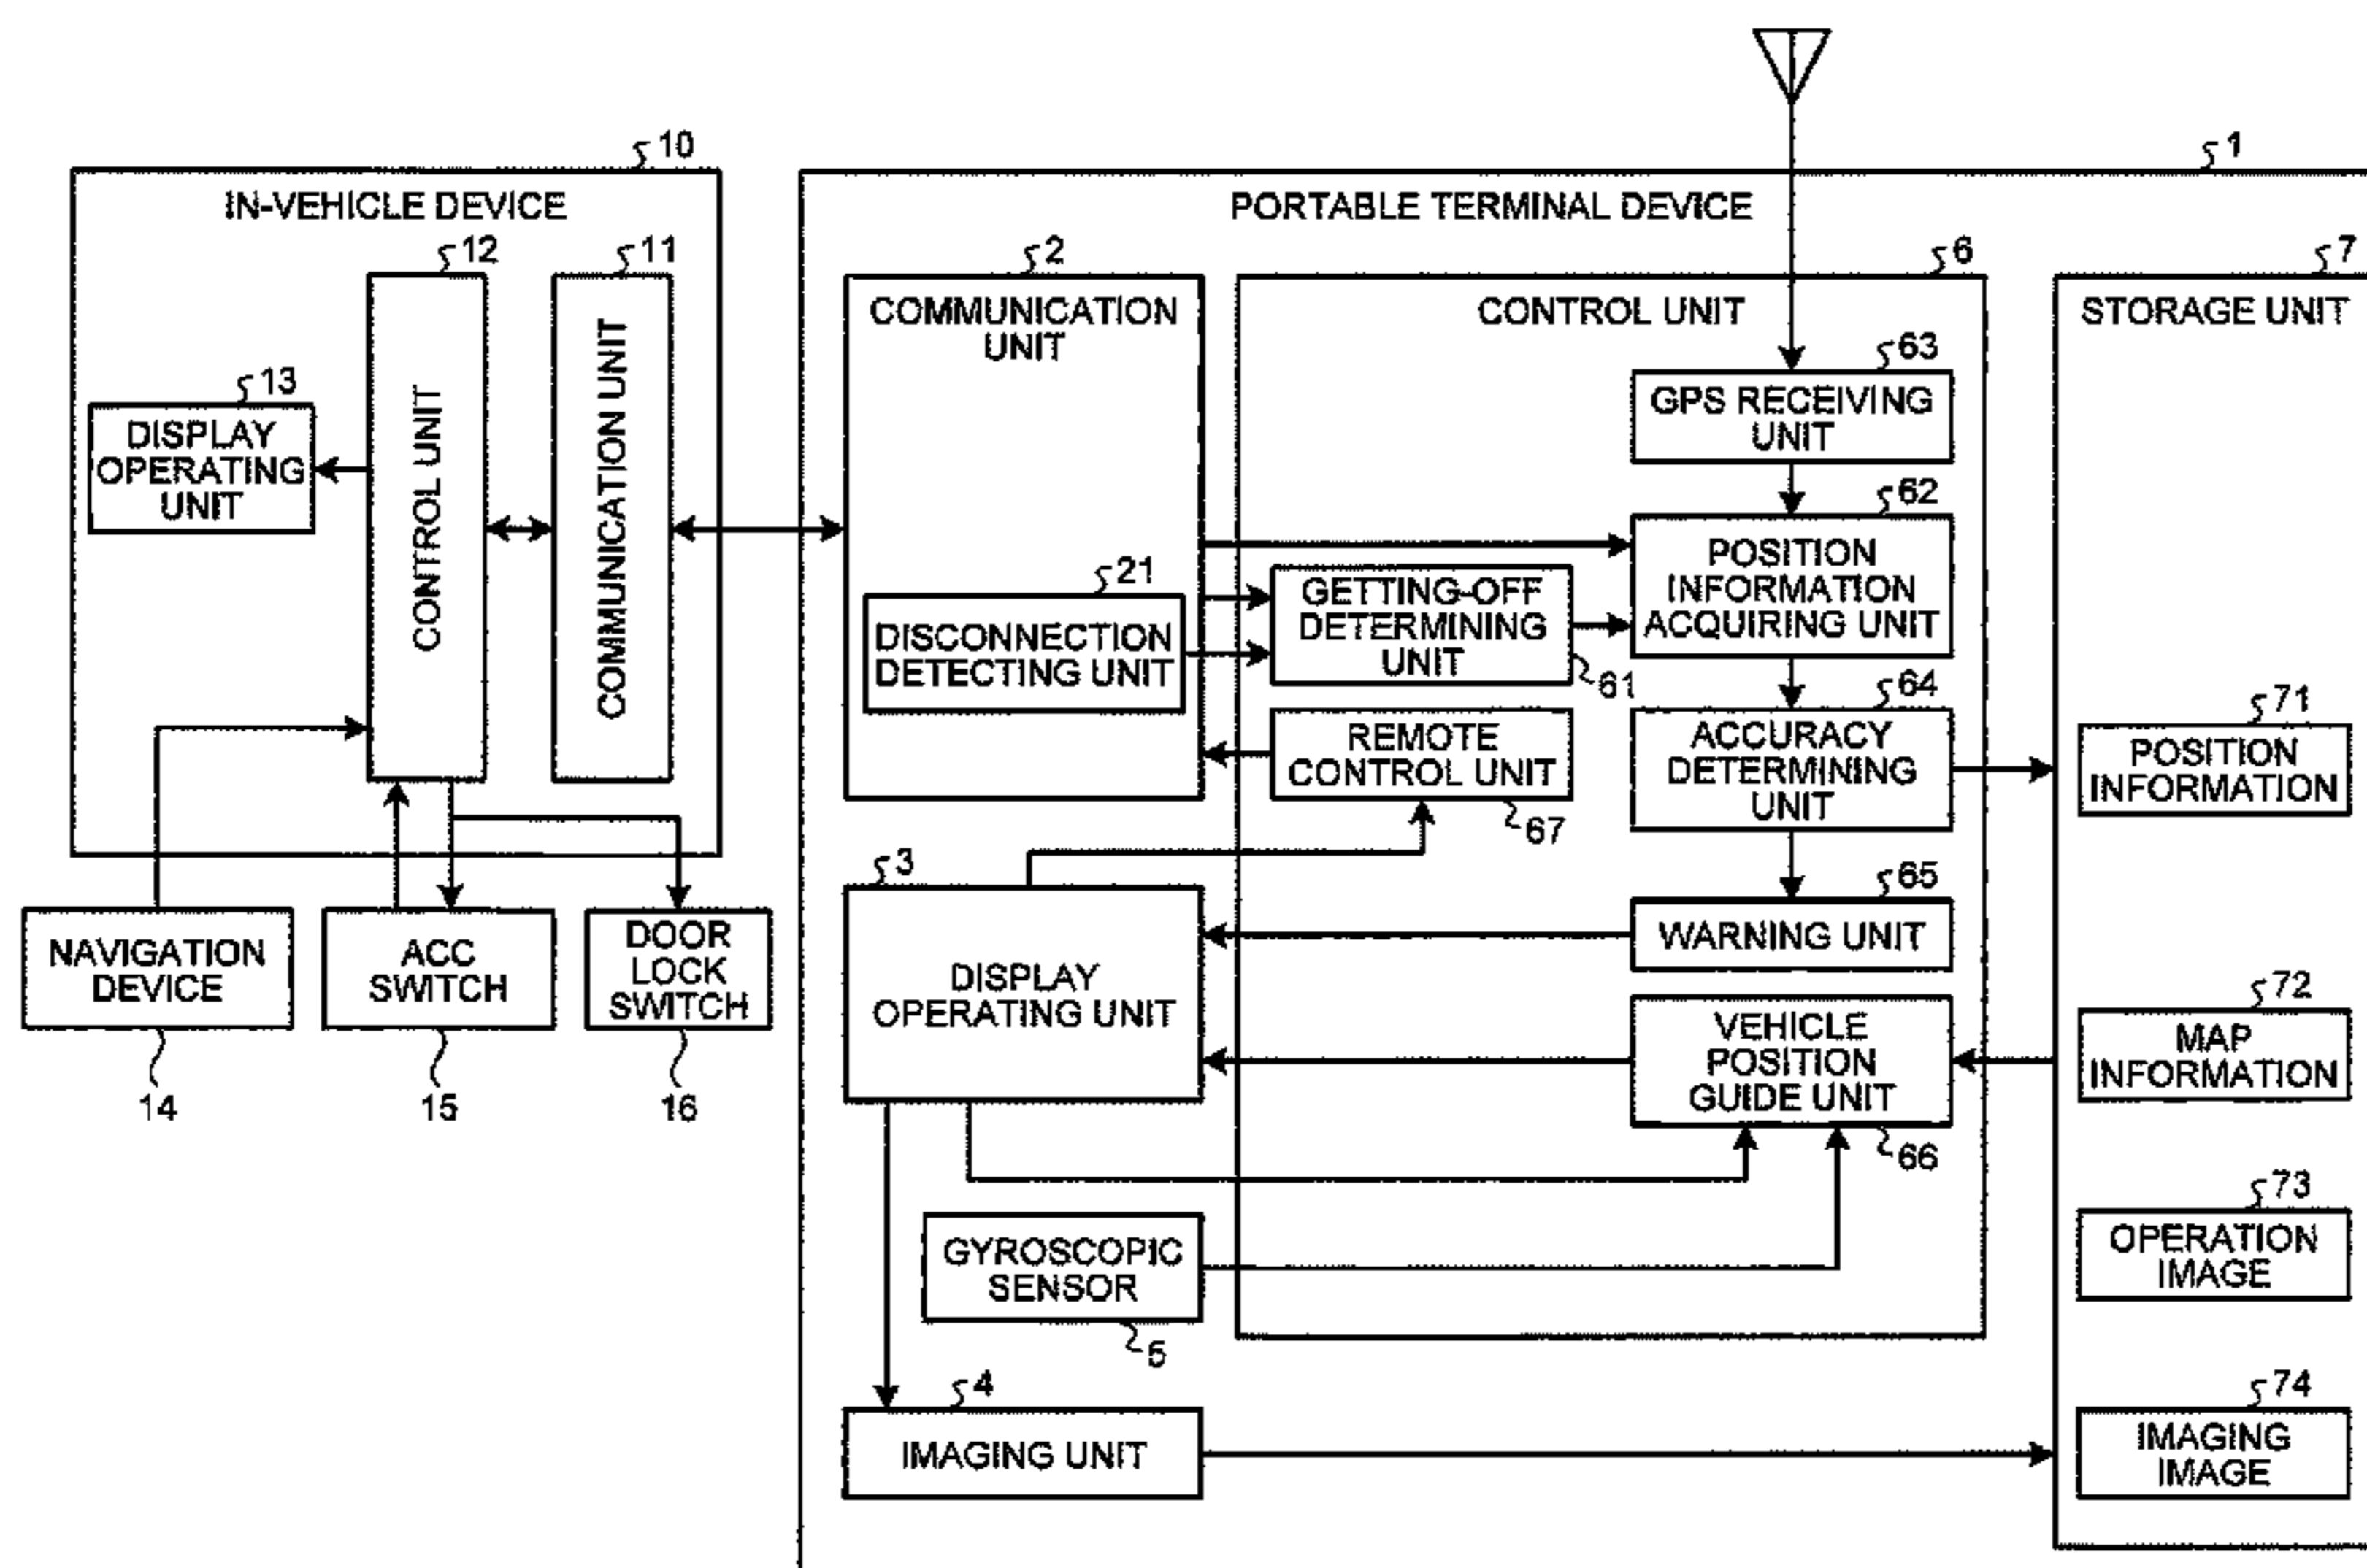 10
IN-VEHICLE DEVICE
12
11
13
DISPLAY
OPERATING
UNIT
CONTROL UNIT
COMMUNICATION UNIT
NAVIGATION
DEVICE
14
ACC
SWITCH
15
DOOR
LOCK
SWITCH
16
1
PORTABLE TERMINAL DEVICE
2
COMMUNICATION
UNIT
21
DISCONNECTION
DETECTING UNIT
3
DISPLAY
OPERATING UNIT
GYROSCOPIC
SENSOR
5
4
IMAGING UNIT
6
CONTROL UNIT
63
GPS RECEIVING
UNIT
62
POSITION
INFORMATION
ACQUIRING UNIT
GETTING-OFF
DETERMINING
UNIT
61
64
ACCURACY
DETERMINING
UNIT
REMOTE
CONTROL UNIT
67
65
WARNING UNIT
VEHICLE
POSITION
GUIDE UNIT
66
7
STORAGE UNIT
71
POSITION
INFORMATION
72
MAP
INFORMATION
73
OPERATION
IMAGE
74
IMAGING
IMAGE